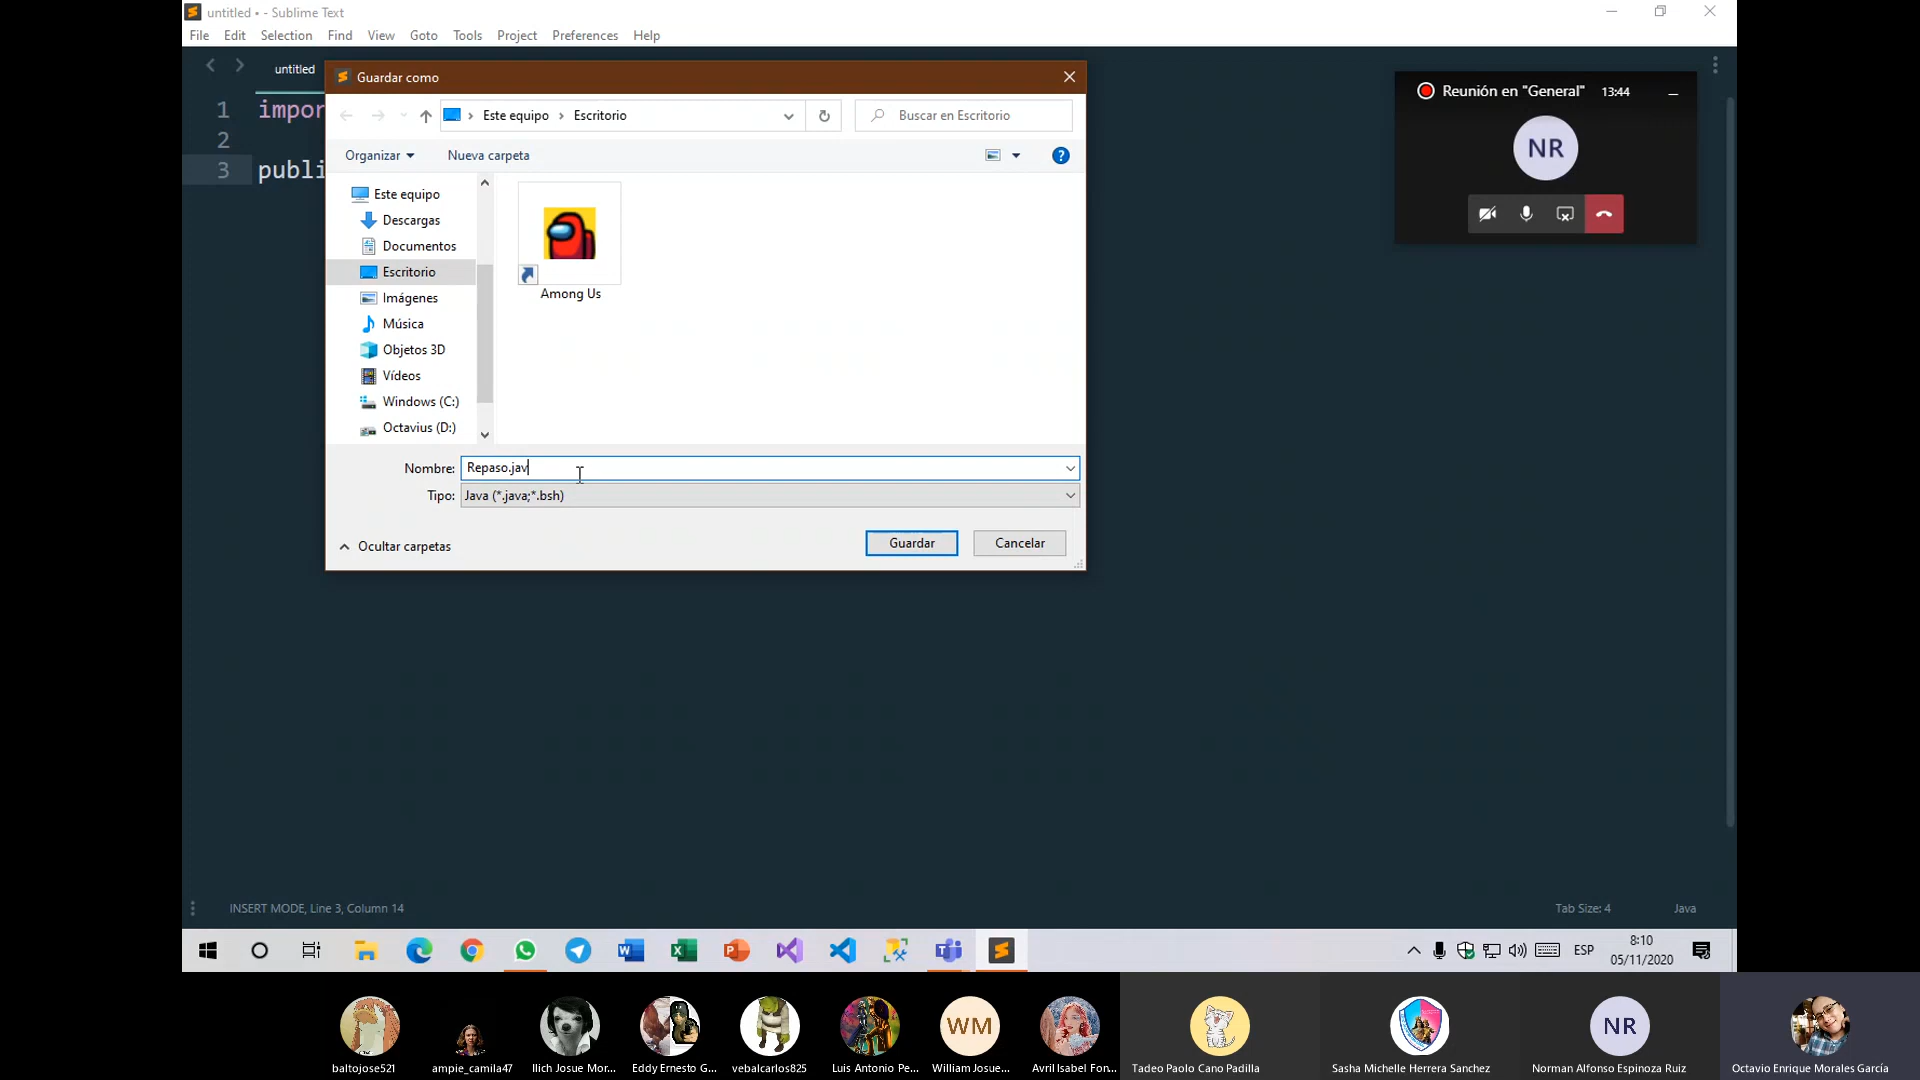 untitled • - Sublime Text
File Edit Selection Find View Goto Tools Project Preferences Help
untitled
1 impor
2
3 publi
Guardar como
Este equipo › Escritorio
Buscar en Escritorio
Organizar
Nueva carpeta
Este equipo
Descargas
Documentos
Escritorio
Imágenes
Música
Objetos 3D
Vídeos
Windows (C:)
Octavius (D:)
Among Us
Nombre: Repaso.jav
Tipo: Java (*.java;*.bsh)
Ocultar carpetas
Guardar
Cancelar
Reunión en "General" 13:44
NR
INSERT MODE, Line 3, Column 14
Tab Size: 4
Java
ESP
8:10
05/11/2020
WM
NR
baltojose521
ampie_camila47
Ilich Josue Mor...
Eddy Ernesto G...
vebalcarlos825
Luis Antonio Pe...
William Josue...
Avril Isabel Fon...
Tadeo Paolo Cano Padilla
Sasha Michelle Herrera Sanchez
Norman Alfonso Espinoza Ruiz
Octavio Enrique Morales García